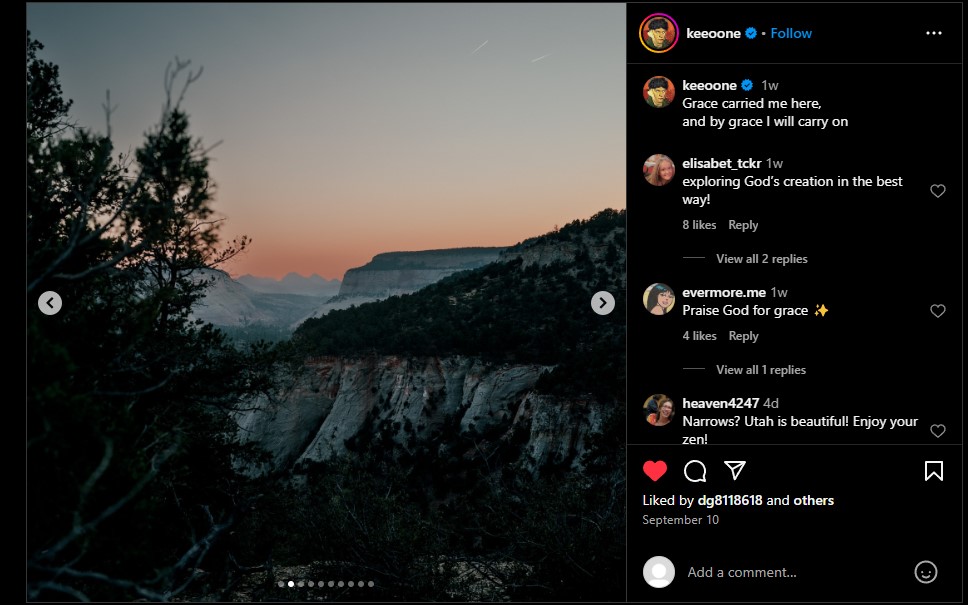 keeoone • Follow
keeoone 1w
Grace carried me here,
and by grace I will carry on
elisabet_tckr 1w
exploring God's creation in the best
way!
8 likes Reply
View all 2 replies
evermore.me 1w
Praise God for grace ✨
4 likes Reply
View all 1 replies
heaven4247 4d
Narrows? Utah is beautiful! Enjoy your
zen!
Liked by dg8118618 and others
September 10
Add a comment...